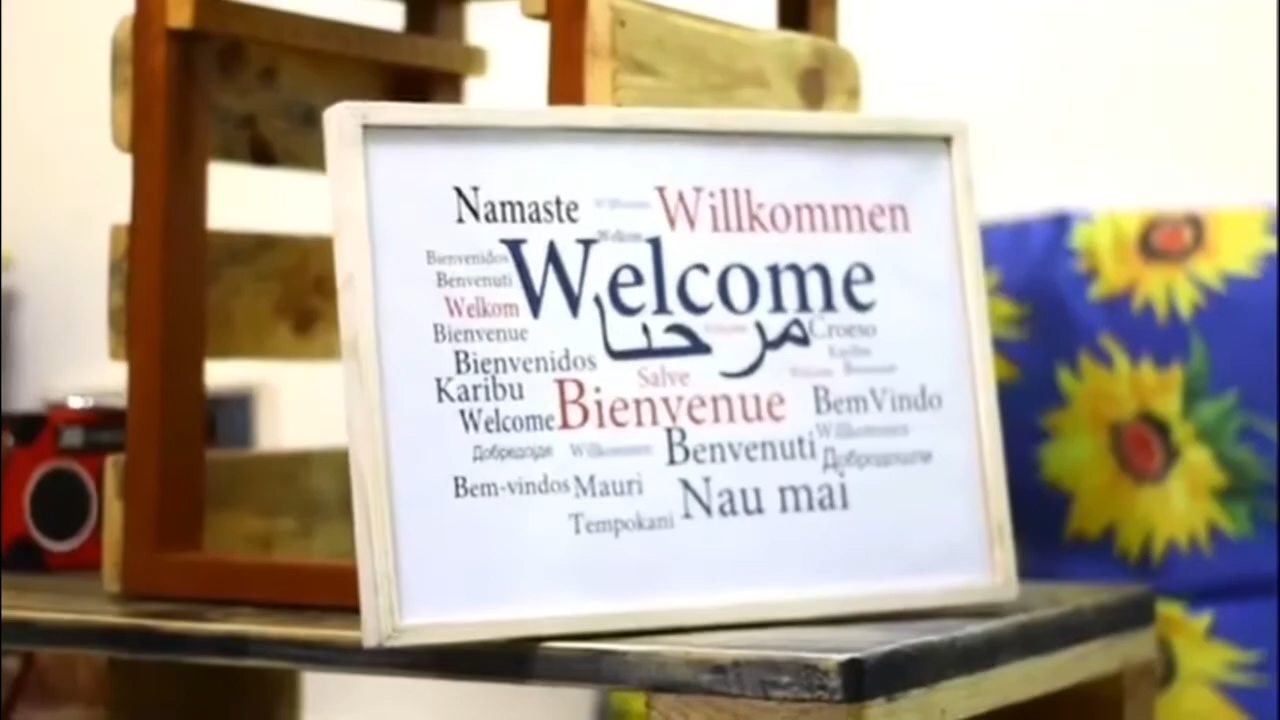 Namaste Willkommen
Bienvenidos Welcome
Benvenuti
Welkom
Bienvenue مرحنا Croeso
Bienvenidos
Salve
Karibu Bienvenue BemVindo
Welcome
Benvenuti
Bem-vindos Mauri Nau mai
Tempokani